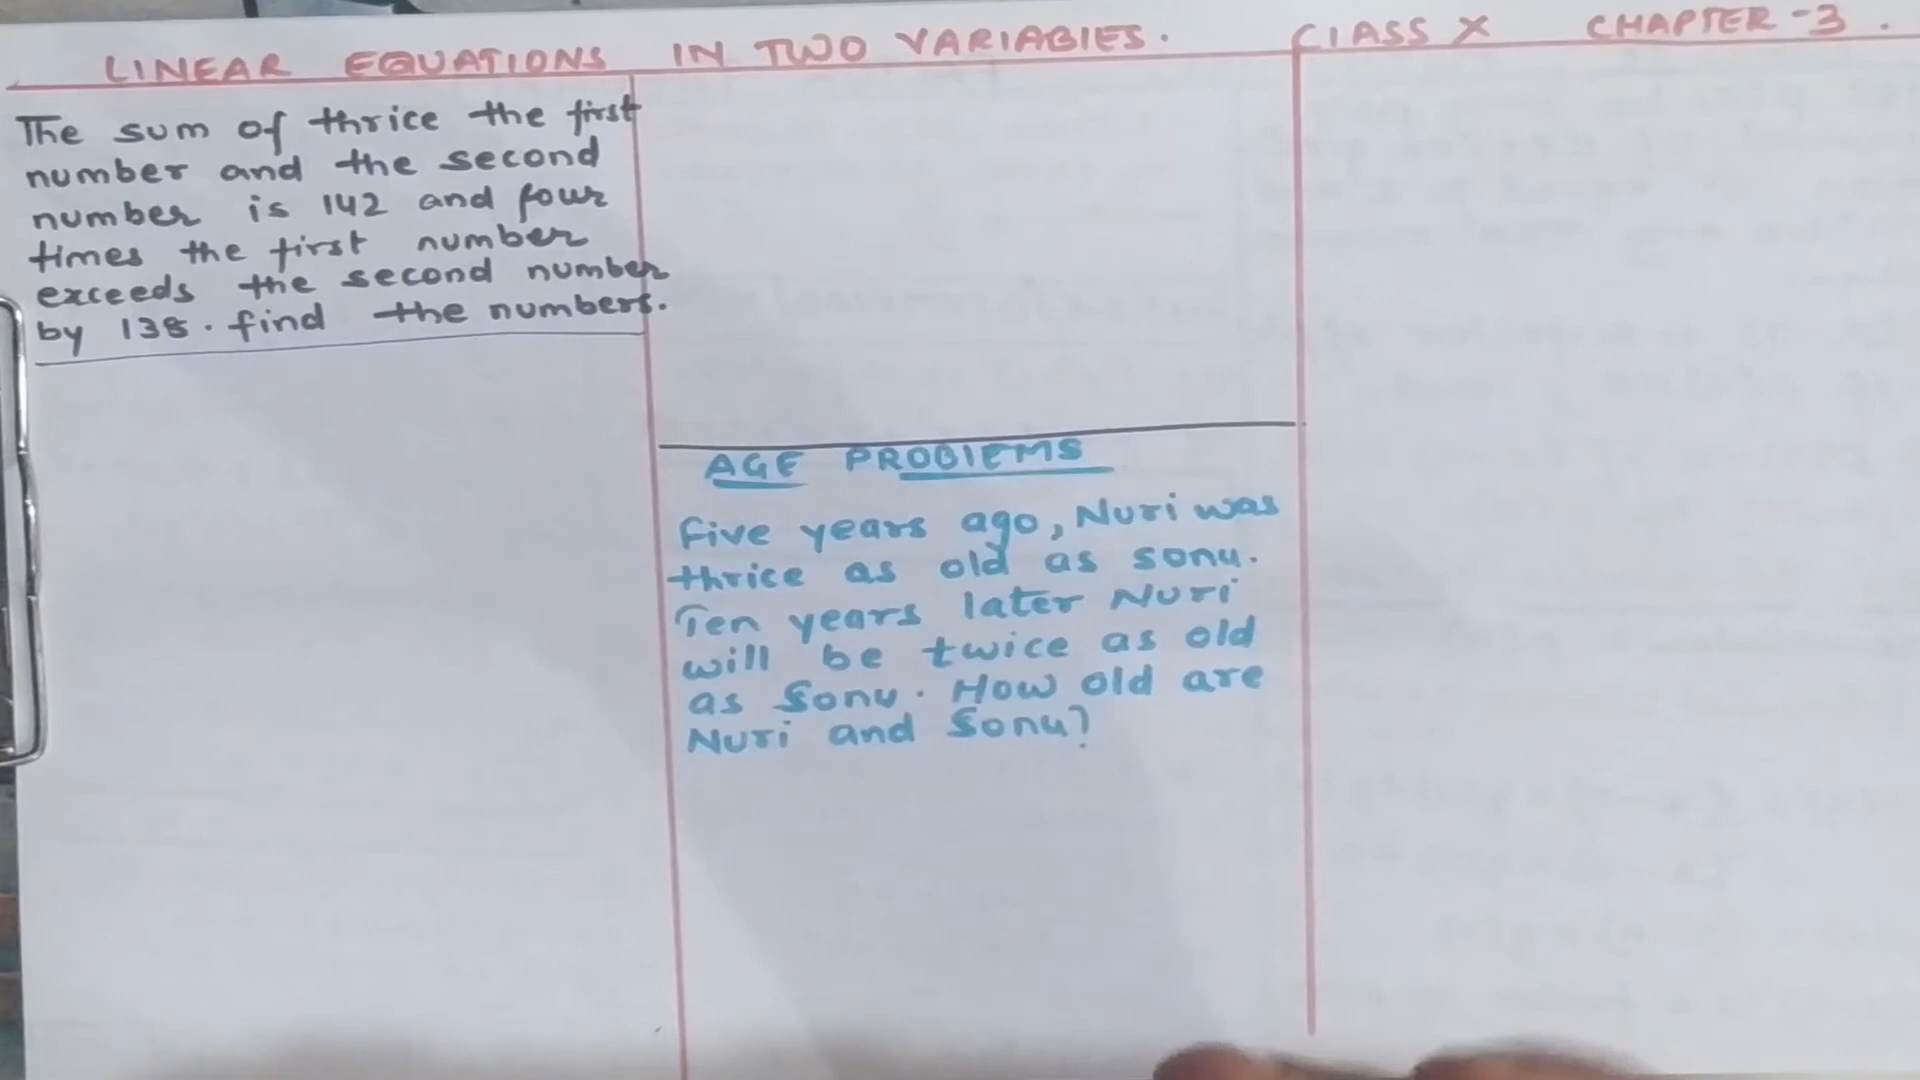 LINEAR EQUATIONS IN TWO VARIABLES. CLASS X CHAPTER-3.
The sum of thrice the first
number and the second
number is 142 and four
times the first number
exceeds the second number
by 138. find the numbers.
AGE PROBLEMS
Five years ago, Nuri was
thrice as old as sonu.
Ten years later Nuri
will be twice as old
as Sonu. How old are
Nuri and Sonu?